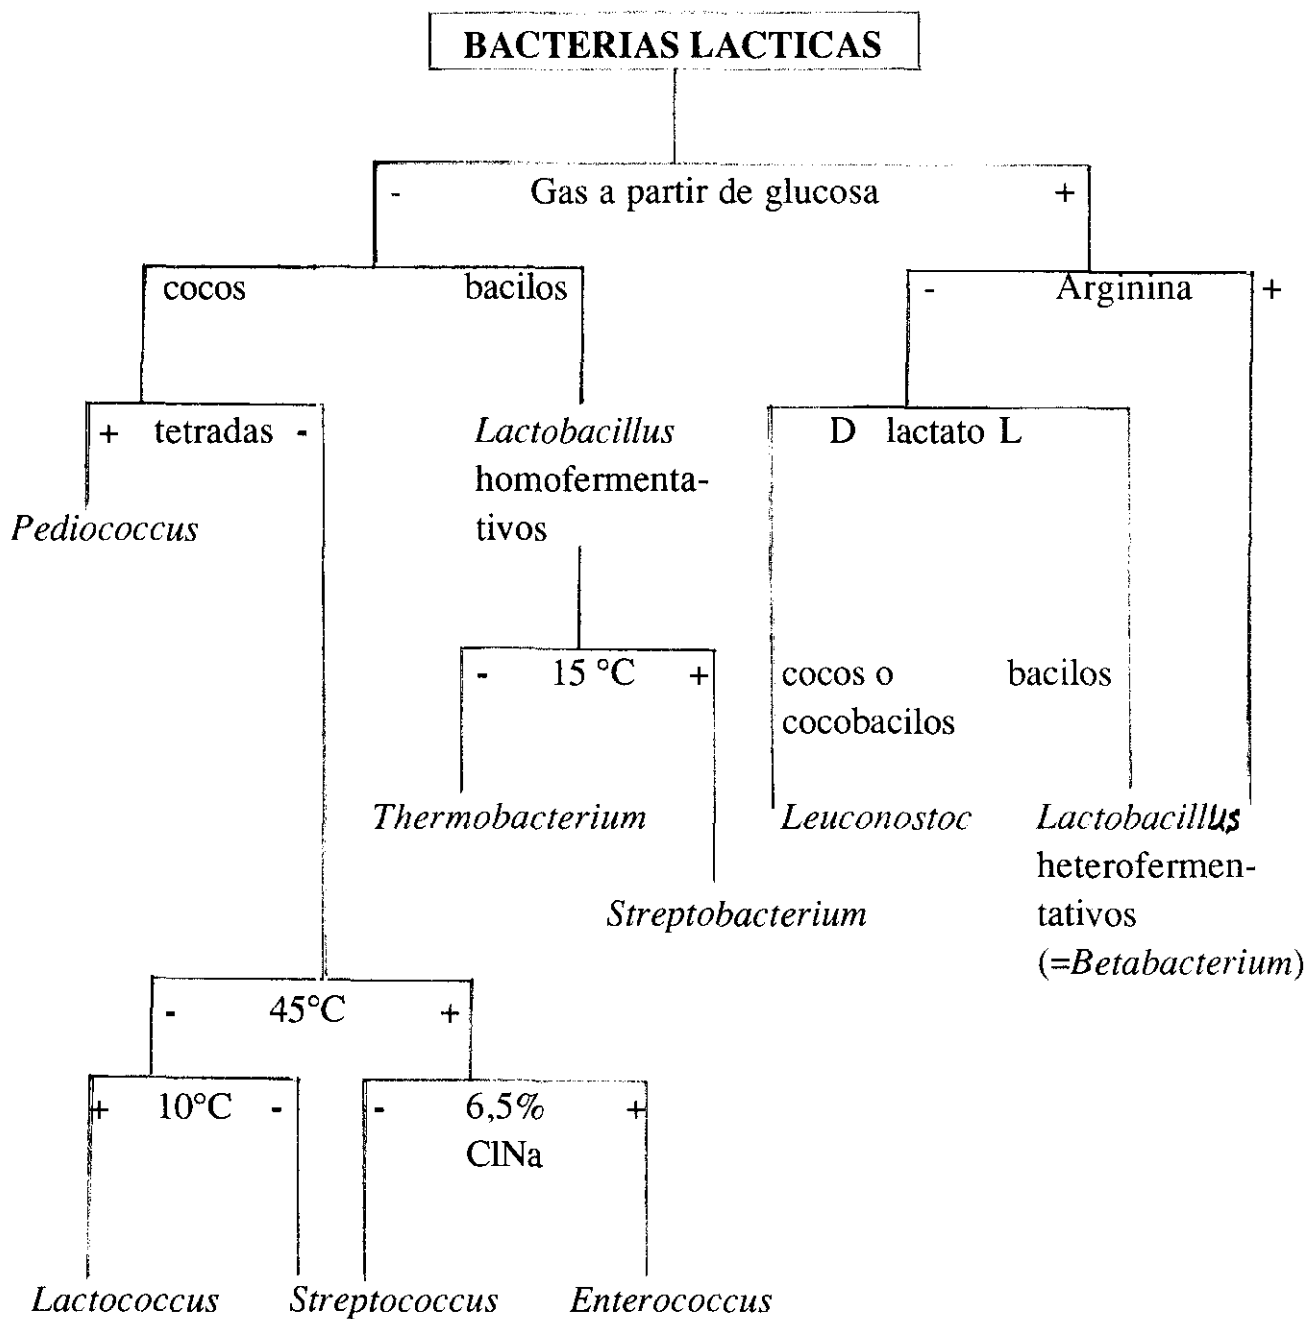 BACTERIAS LACTICAS
- Gas a partir de glucosa +
cocos bacilos
- Arginina +
+ tetradas -
Lactobacillus
homofermenta-
tivos
D lactato L
Pediococcus
- 15 °C +
cocos o
cocobacilos
bacilos
Thermobacterium
Streptobacterium
Leuconostoc
Lactobacillus
heterofermen-
tativos
(=Betabacterium)
- 45°C +
+ 10°C -
- 6,5% +
ClNa
Lactococcus Streptococcus Enterococcus